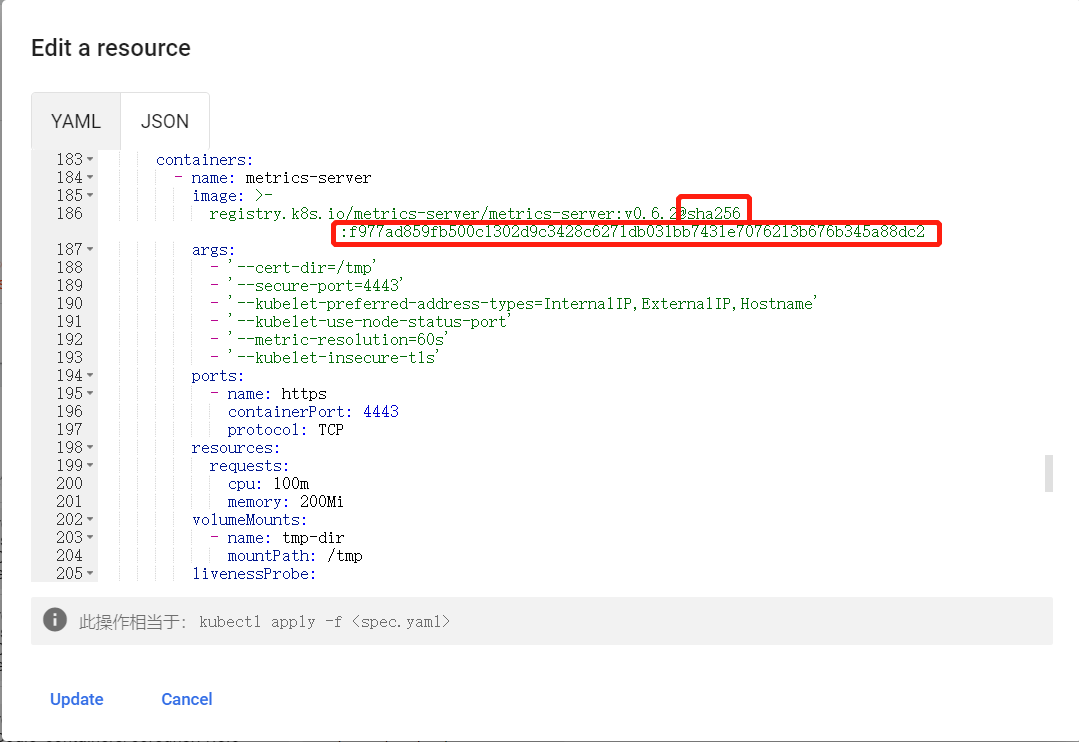 Edit a resource
YAML JSON
183 containers:
184 - name: metrics-server
185 image: >-
186 registry.k8s.io/metrics-server/metrics-server:v0.6.2@sha256
:f977ad859fb500c1302d9c3428c6271db031bb7431e7076213b676b345a88dc2
187 args:
188 - '--cert-dir=/tmp'
189 - '--secure-port=4443'
190 - '--kubelet-preferred-address-types=InternalIP,ExternalIP,Hostname'
191 - '--kubelet-use-node-status-port'
192 - '--metric-resolution=60s'
193 - '--kubelet-insecure-tls'
194 ports:
195 - name: https
196 containerPort: 4443
197 protocol: TCP
198 resources:
199 requests:
200 cpu: 100m
201 memory: 200Mi
202 volumeMounts:
203 - name: tmp-dir
204 mountPath: /tmp
205 livenessProbe:
此操作相当于: kubectl apply -f <spec.yaml>
Update Cancel